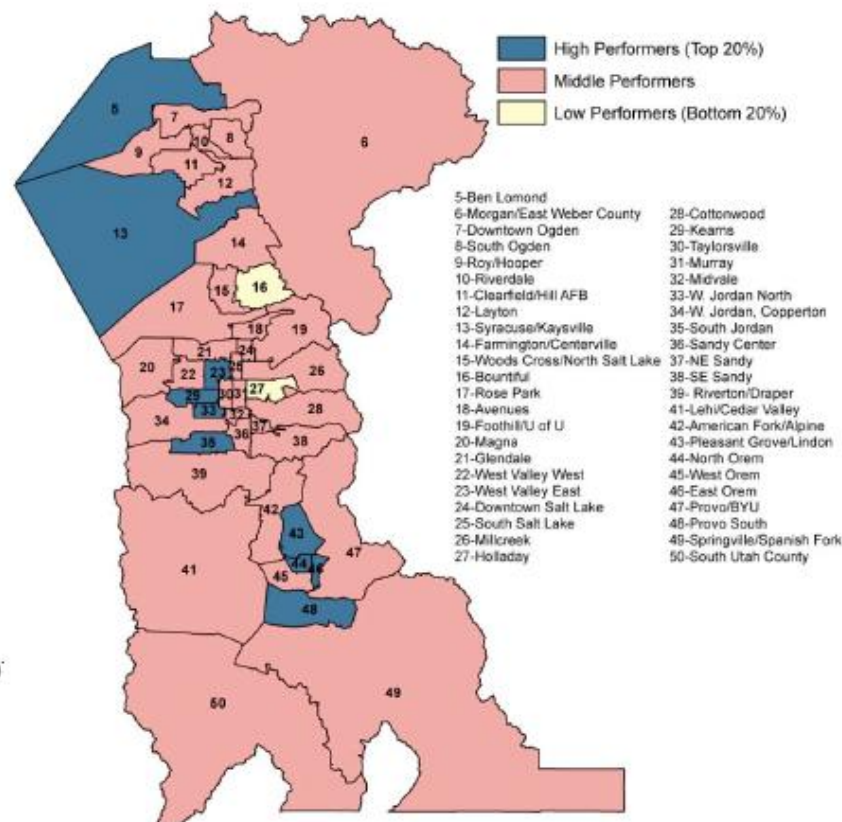 High Performers (Top 20%)
Middle Performers
Low Performers (Bottom 20%)
5-Ben Lomond
6-Morgan/East Weber County
7-Downtown Ogden
8-South Ogden
9-Roy/Hooper
10-Riverdale
11-Clearfield/Hill AFB
12-Layton
13-Syracuse/Kaysville
14-Farmington/Centerville
15-Woods Cross/North Salt Lake
16-Bountiful
17-Rose Park
18-Avenues
19-Foothill/U of U
20-Magna
21-Glendale
22-West Valley West
23-West Valley East
24-Downtown Salt Lake
25-South Salt Lake
26-Millcreek
27-Holladay
28-Cottonwood
29-Kearns
30-Taylorsville
31-Murray
32-Midvale
33-W. Jordan North
34-W. Jordan, Copperton
35-South Jordan
36-Sandy Center
37-NE Sandy
38-SE Sandy
39- Riverton/Draper
41-Lehi/Cedar Valley
42-American Fork/Alpine
43-Pleasant Grove/Lindon
44-North Orem
45-West Orem
46-East Orem
47-Provo/BYU
48-Provo South
49-Springville/Spanish Fork
50-South Utah County
5
6
7
8
10
9
11
12
13
14
15
16
17
18
19
21
24
20
22
23
25
26
29
27
30
31
34
33
32
28
35
36
37
38
39
42
43
41
44
46
47
45
48
50
49